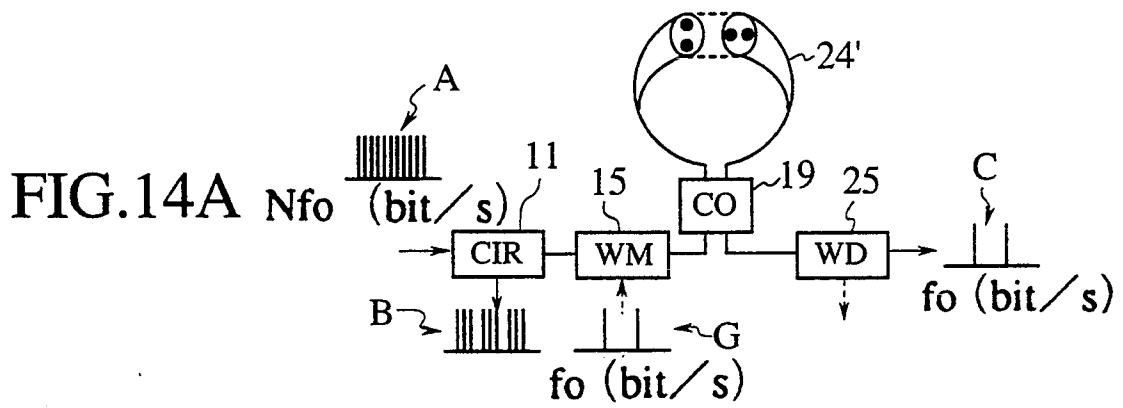 24'
A
C
11
15
19
25
FIG.14A Nfo (bit/s)
CO
CIR
WM
WD
fo (bit/s)
B
G
fo (bit/s)